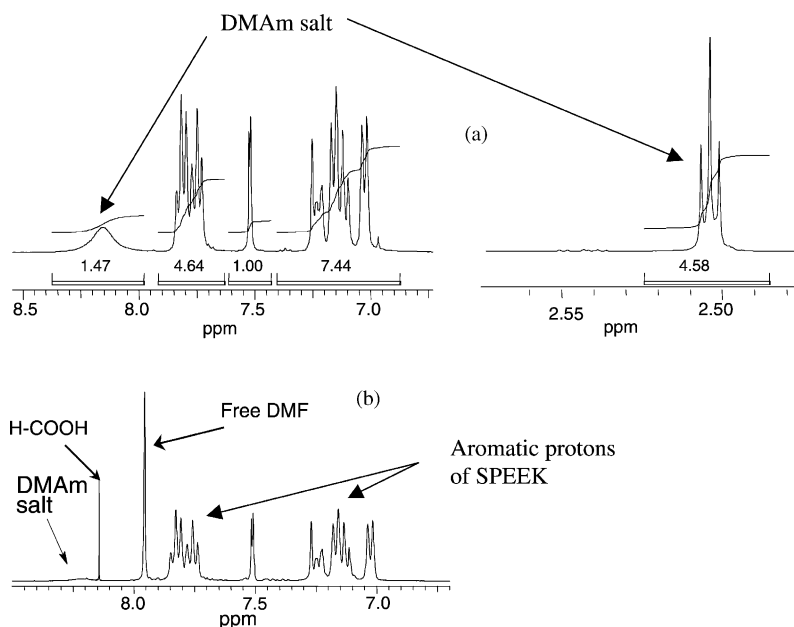 DMAm salt
(a)
1.47 4.64 1.00 7.44
8.5 8.0 7.5 7.0
ppm
4.58
2.55 2.50
ppm
(b)
Free DMF
H-COOH
DMAm
salt
Aromatic protons
of SPEEK
8.0 7.5 7.0
ppm